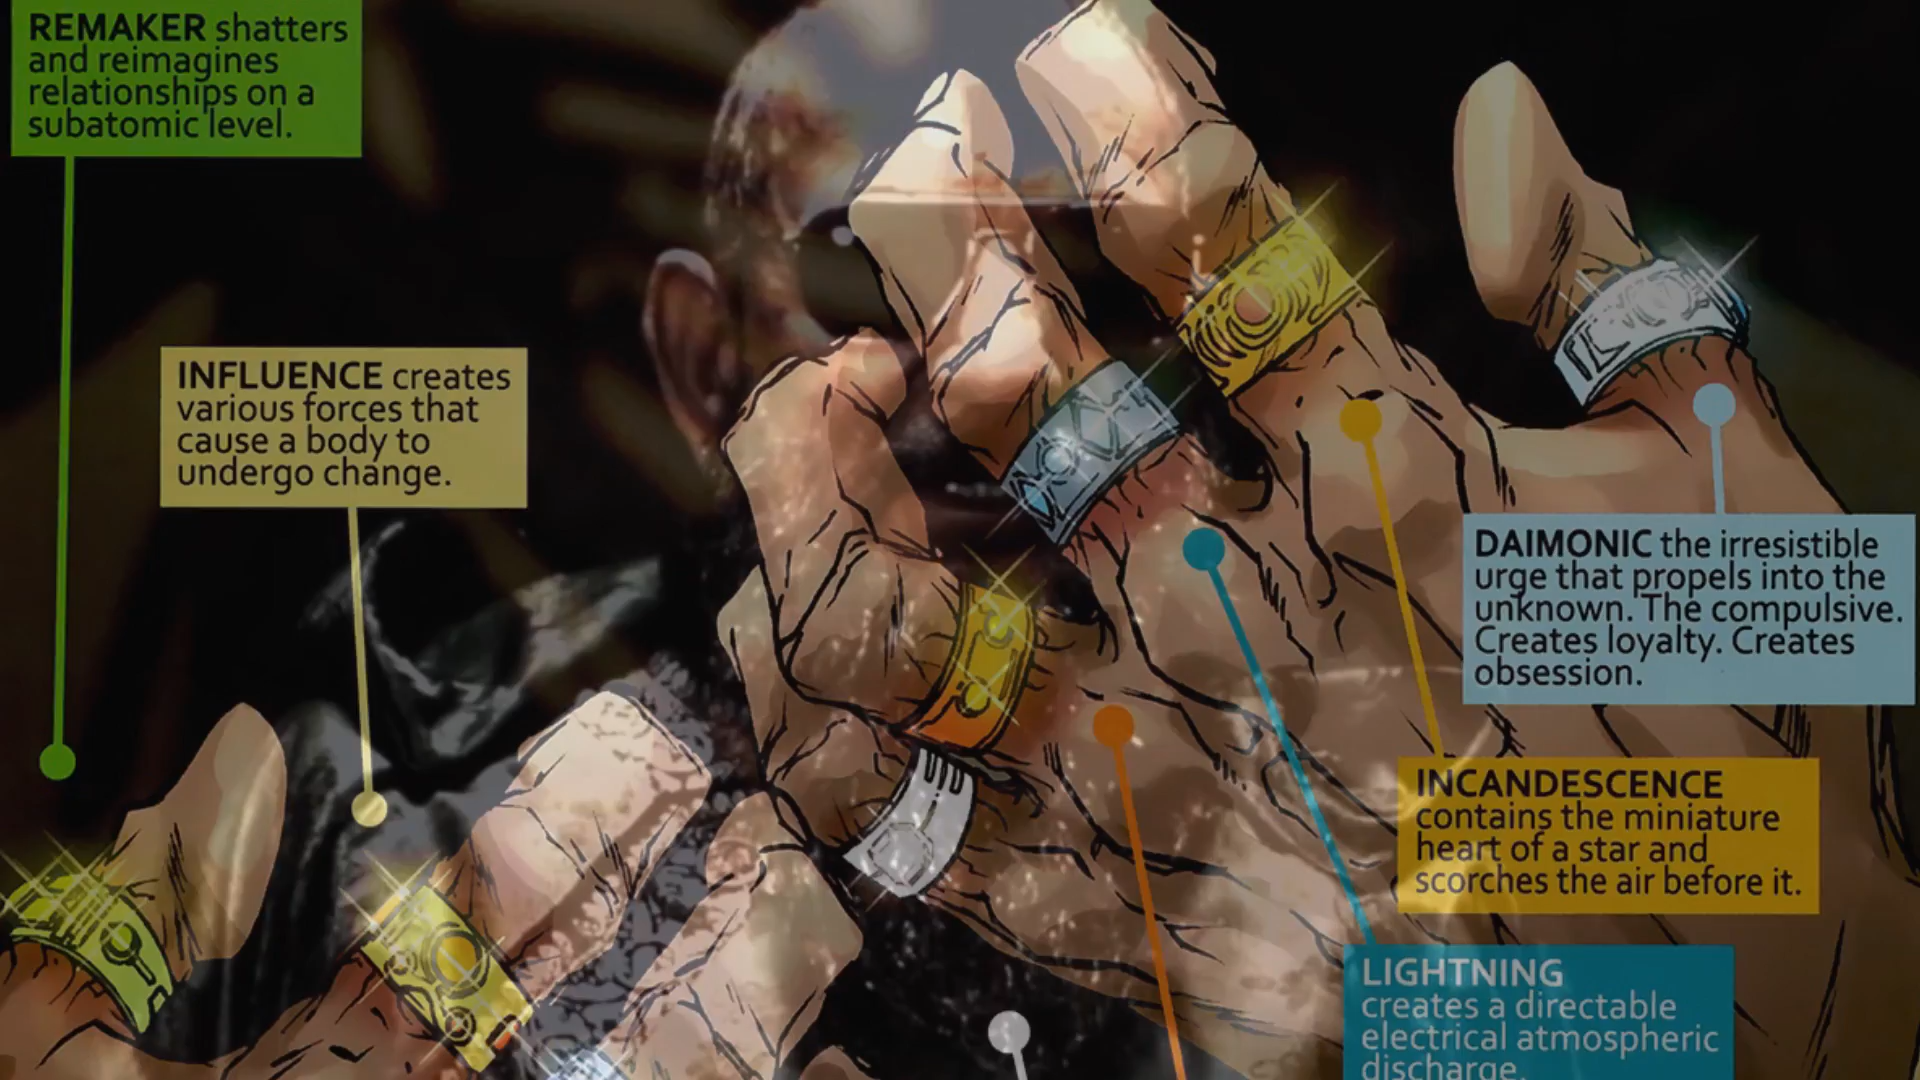 REMAKER shatters
and reimagines
relationships on a
subatomic level.
INFLUENCE creates
various forces that
cause a body to
undergo change.
DAIMONIC the irresistible
urge that propels into the
unknown. The compulsive.
Creates loyalty. Creates
obsession.
INCANDESCENCE
contains the miniature
heart of a star and
scorches the air before it.
LIGHTNING
creates a directable
electrical atmospheric
discharge.